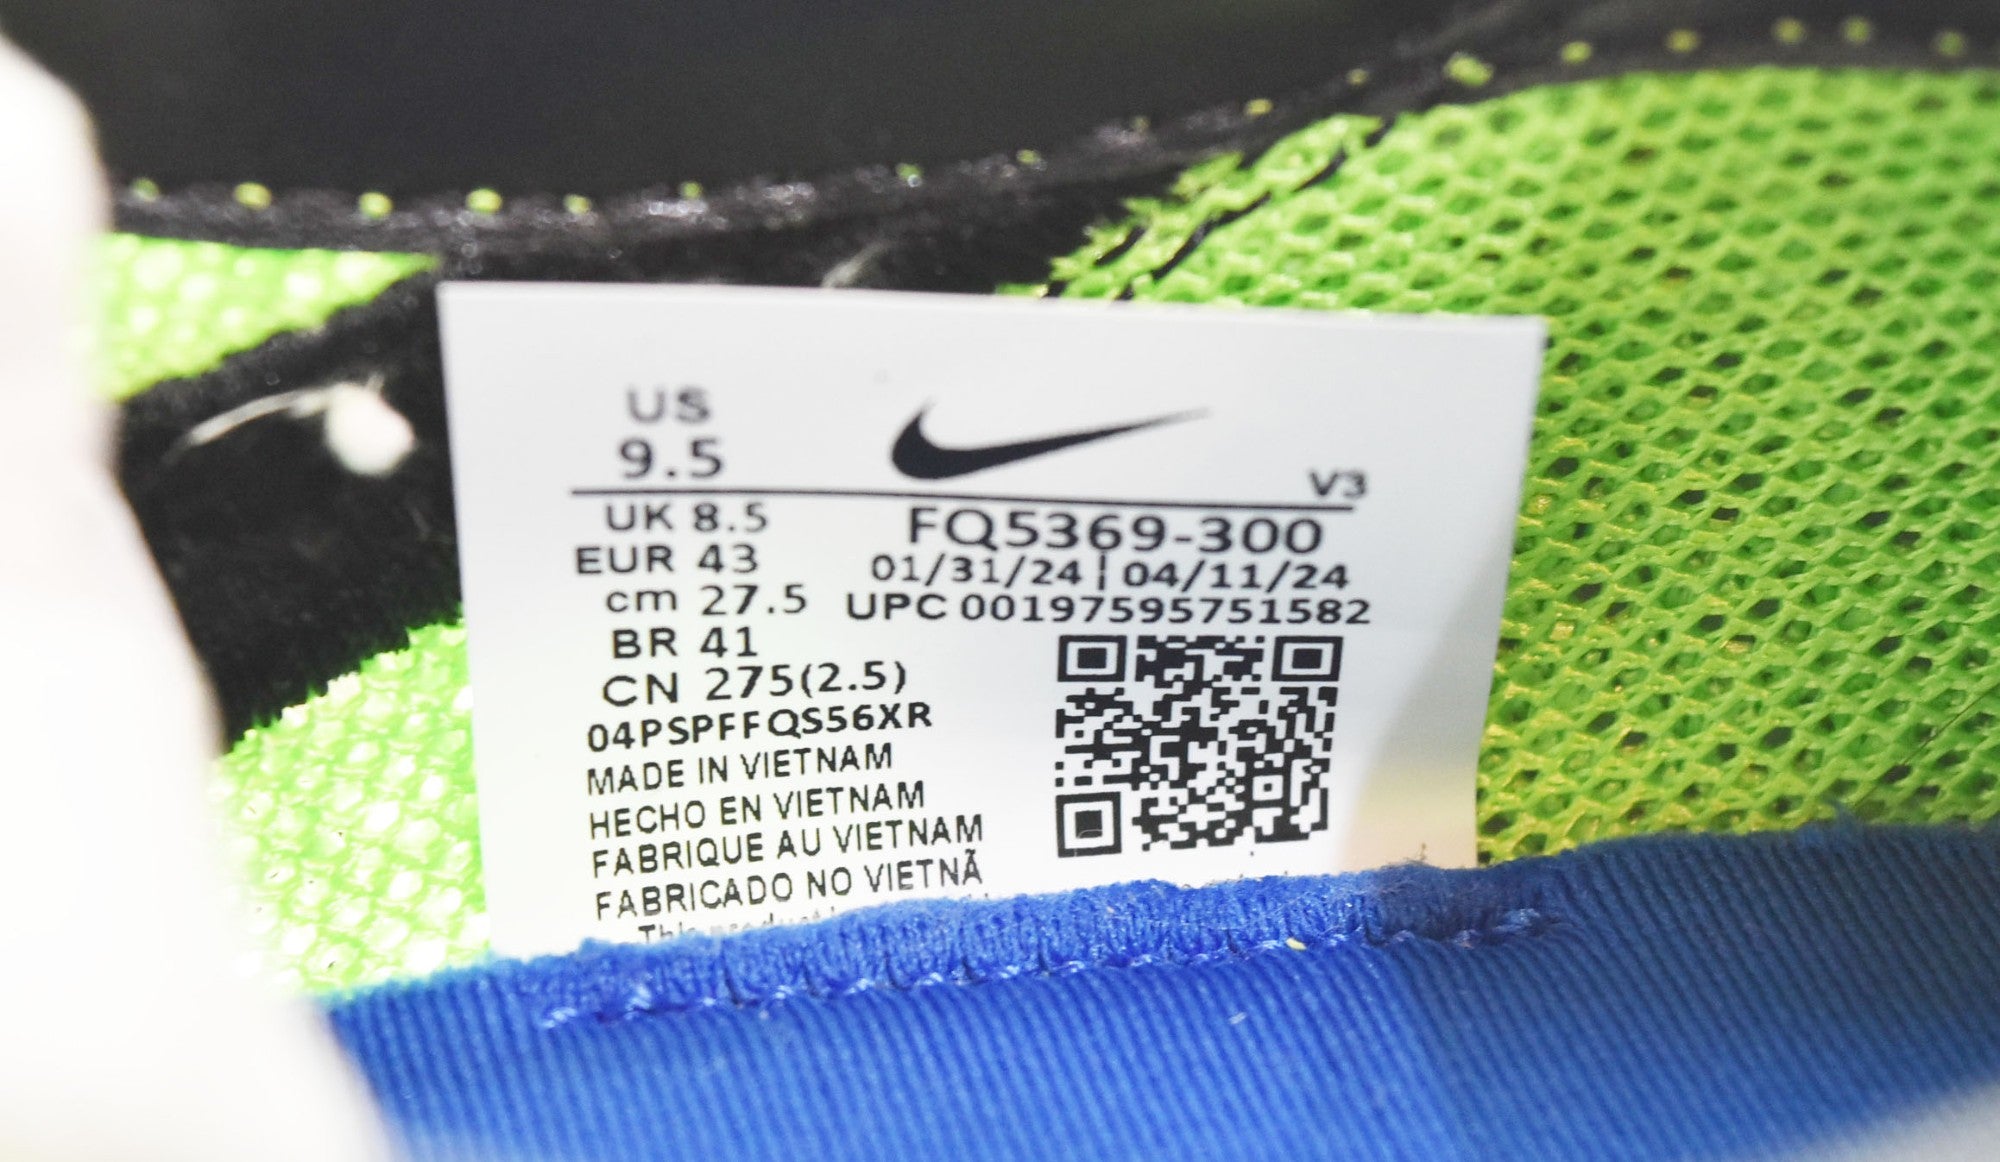 US
9.5
V3
UK 8.5
EUR 43
cm 27.5
BR 41
CN 275(2.5)
FQ5369-300
01/31/24 | 04/11/24
UPC 001975957​51582
04PSPFFQS56XR
MADE IN VIETNAM
HECHO EN VIETNAM
FABRIQUE AU VIETNAM
FABRICADO NO VIETNÃ